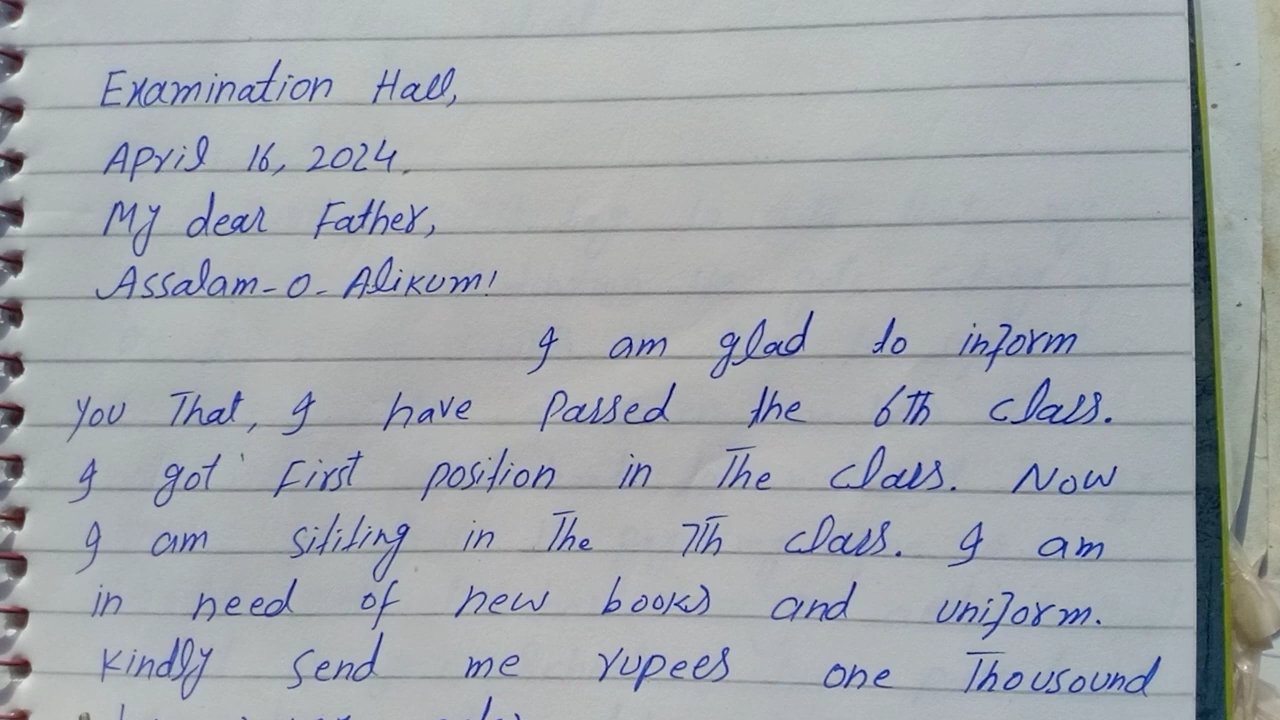 Examination Hall,
April 16, 2024.
My dear Father,
Assalam-o-Alikum!
I am glad to inform
you That, I have Passed the 6th class.
I got First position in The class. Now
I am sititing in The 7Th class. I am
in need of new books and uniform.
Kindly send me rupees one Thousound